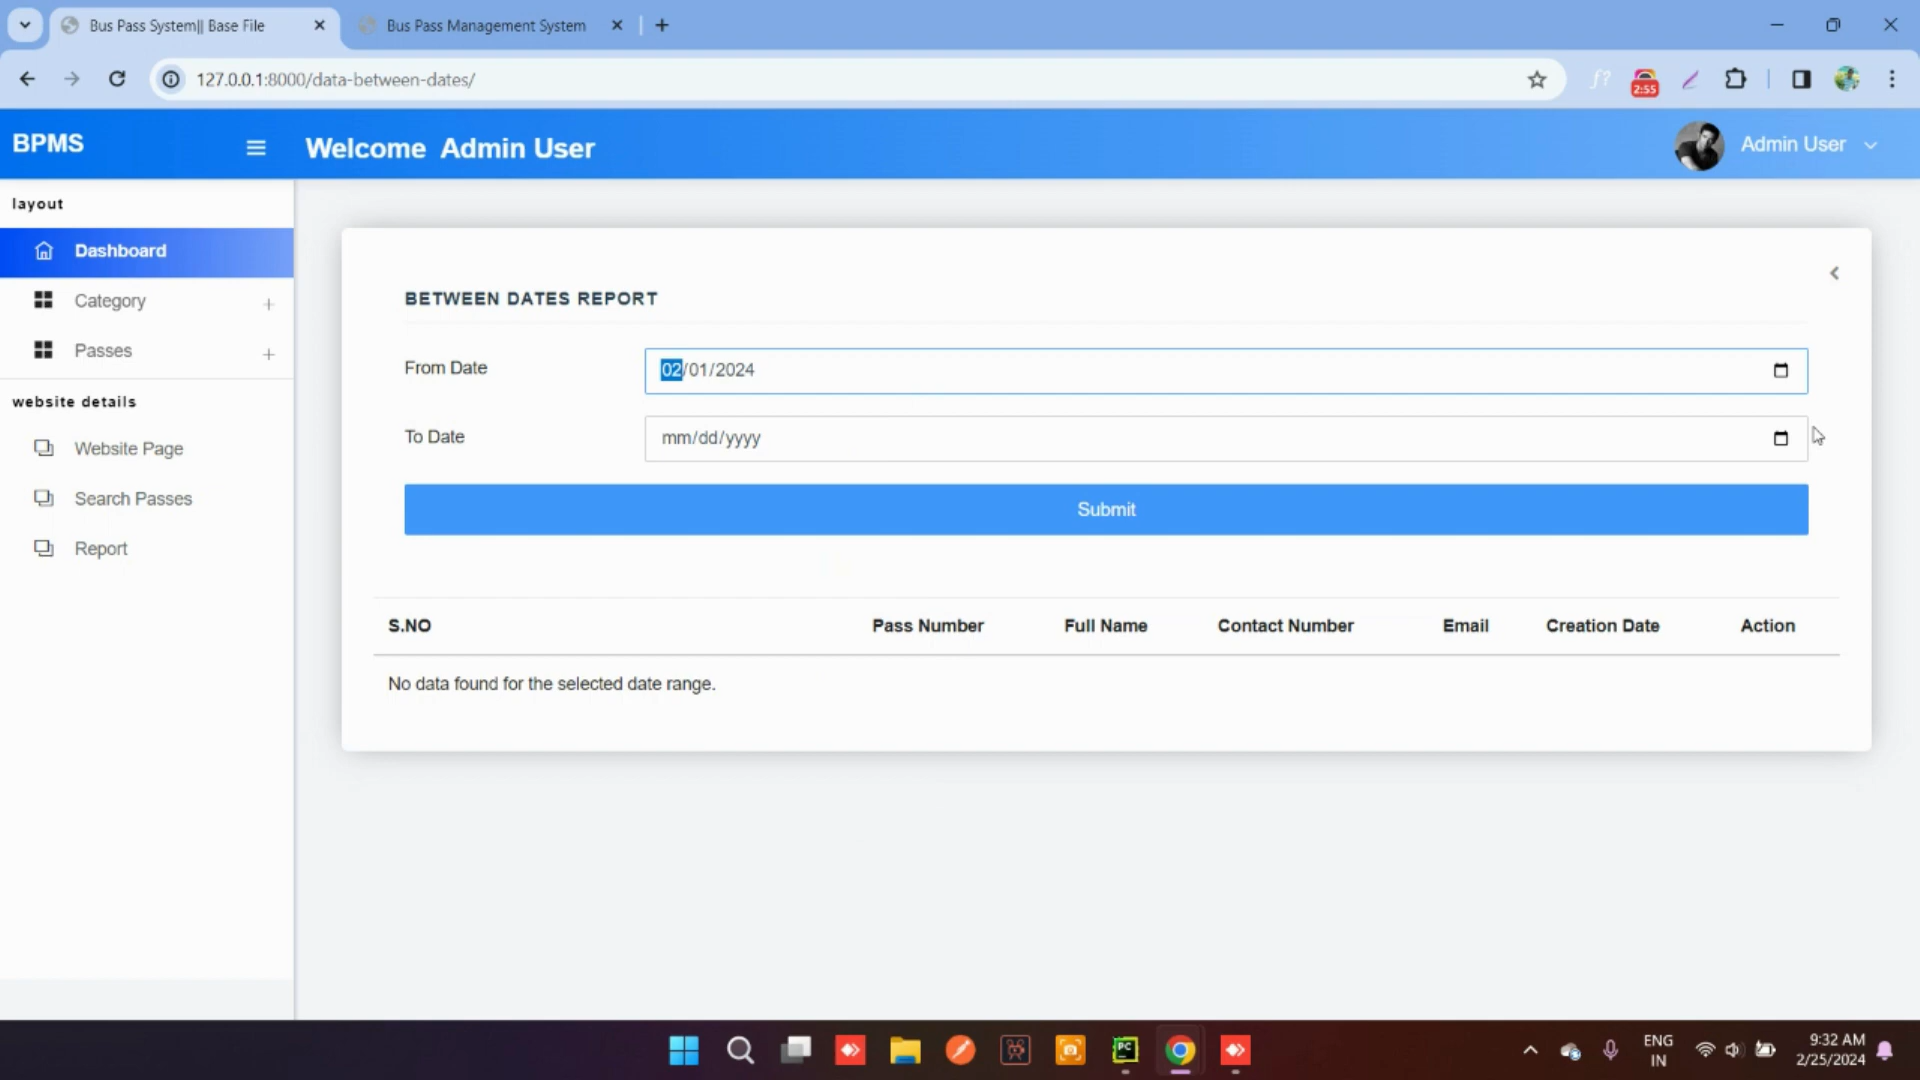 Bus Pass System|| Base File
Bus Pass Management System
127.0.0.1:8000/data-between-dates/
2:55
BPMS
Welcome Admin User
Admin User
layout
Dashboard
Category
Passes
website details
Website Page
Search Passes
Report
BETWEEN DATES REPORT
From Date
02/01/2024
To Date
mm/dd/yyyy
Submit
S.NO Pass Number Full Name Contact Number Email Creation Date Action
No data found for the selected date range.
PC
ENG
IN
9:32 AM
2/25/2024